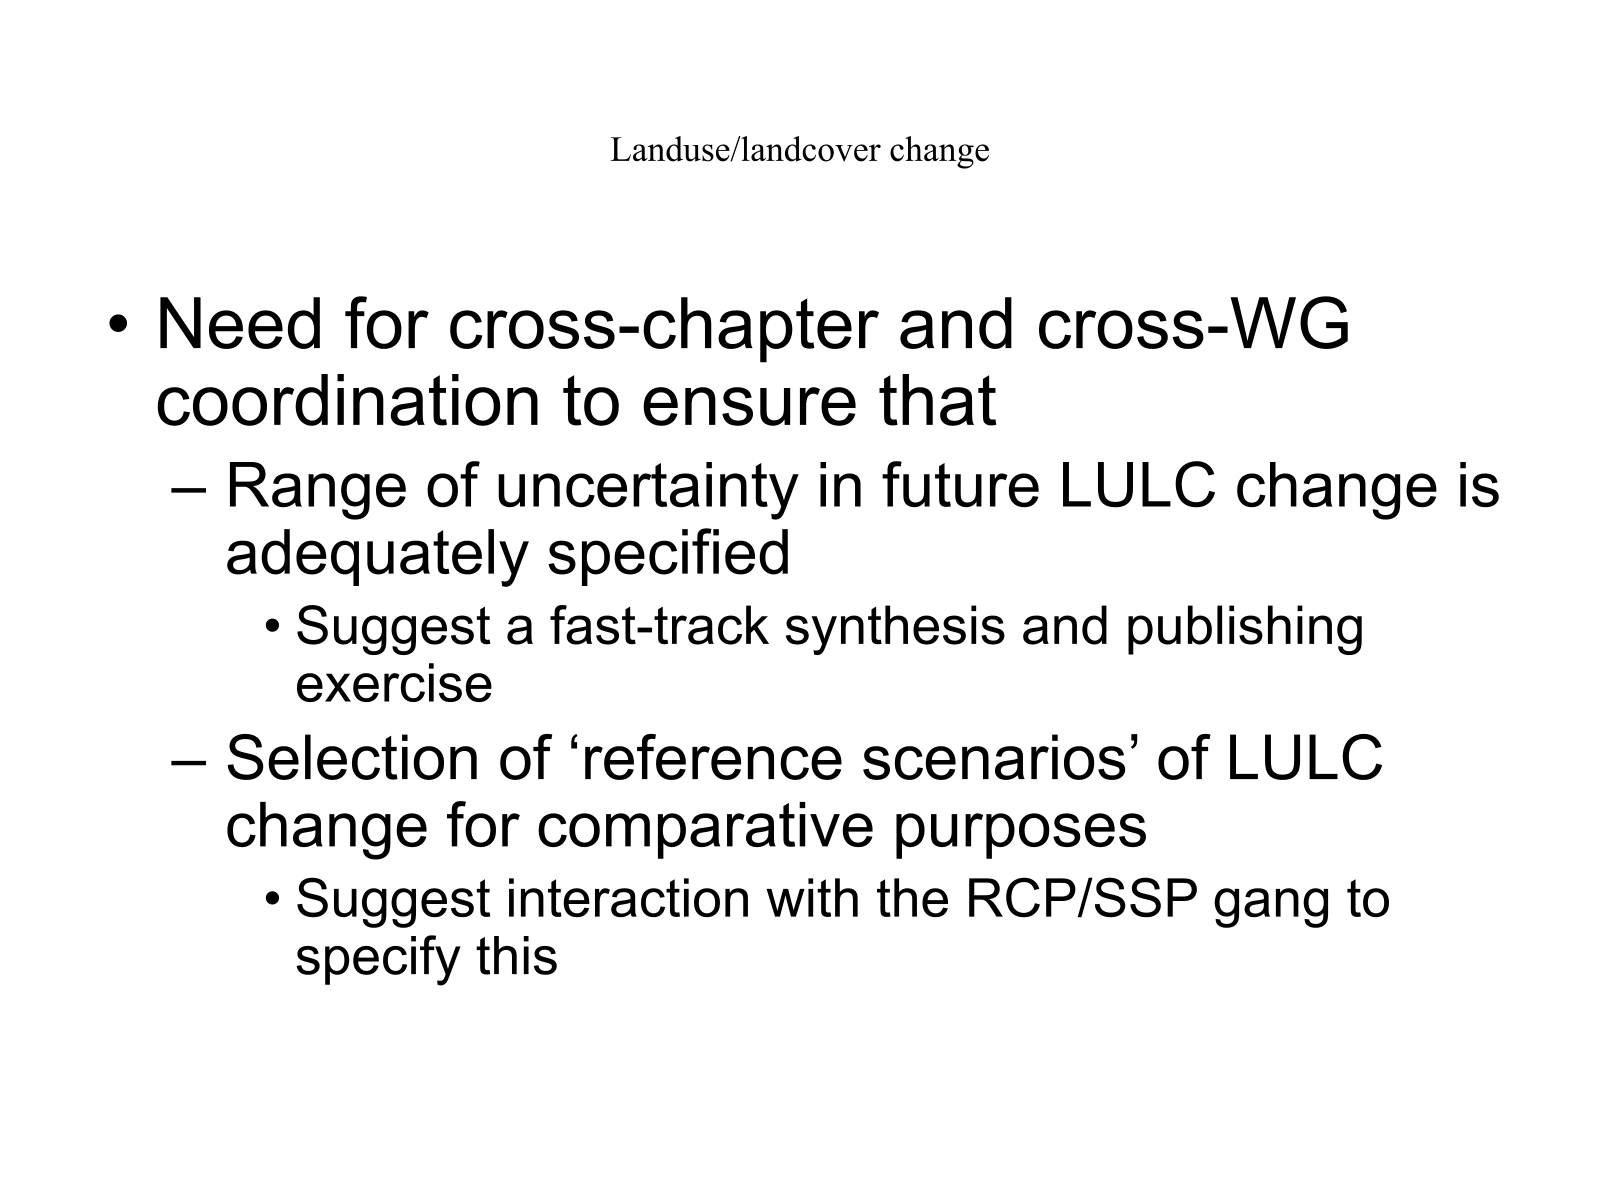 Landuse/landcover change
• Need for cross-chapter and cross-WG
coordination to ensure that
– Range of uncertainty in future LULC change is
adequately specified
• Suggest a fast-track synthesis and publishing
exercise
– Selection of ‘reference scenarios’ of LULC
change for comparative purposes
• Suggest interaction with the RCP/SSP gang to
specify this